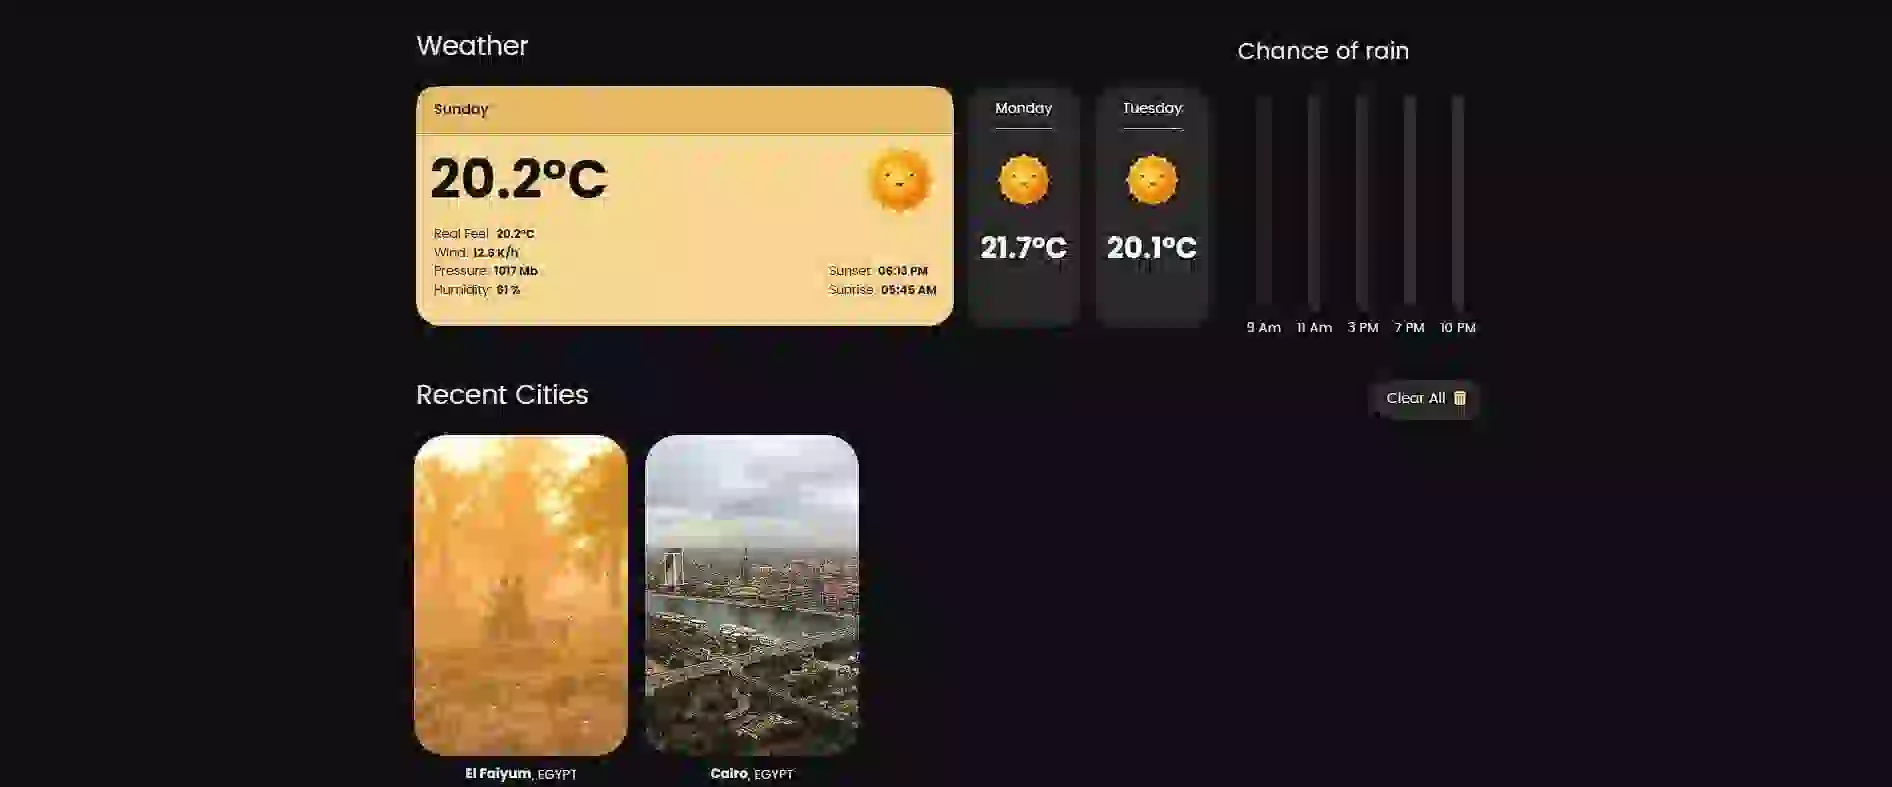 Weather
Chance of rain
Sunday
20.2°C
Real Feel: 20.2°C
Wind: 12.6 K/h
Pressure: 1017 Mb
Humidity: 61 %
Sunset: 06:13 PM
Sunrise: 05:45 AM
Monday
21.7°C
Tuesday
20.1°C
9 Am 11 Am 3 PM 7 PM 10 PM
Recent Cities
Clear All
El Faiyum, EGYPT
Cairo, EGYPT